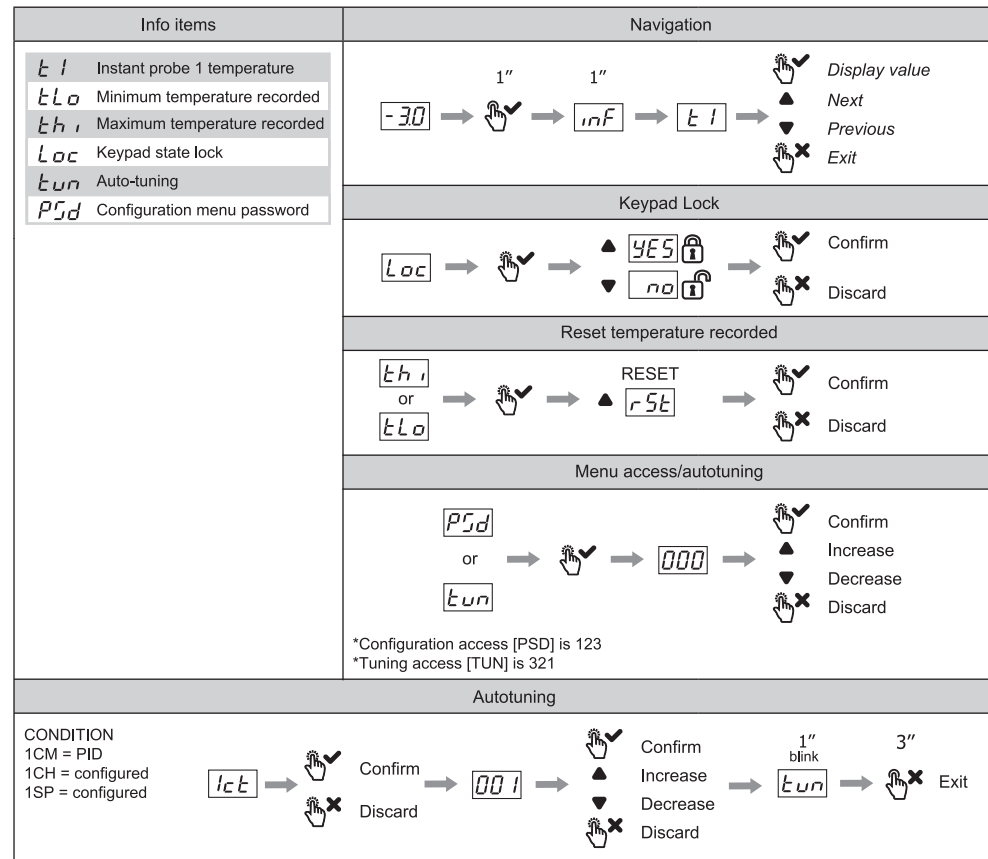 Info items
t1 Instant probe 1 temperature
tLo Minimum temperature recorded
thi Maximum temperature recorded
Loc Keypad state lock
tun Auto-tuning
PSd Configuration menu password
Navigation
1″ 1″
-3.0 inF t1
Display value
Next
Previous
Exit
Keypad Lock
Loc
YES
no
Confirm
Discard
Reset temperature recorded
thi
or
tLo
RESET
rSt
Confirm
Discard
Menu access/autotuning
PSd
or
tun
000
Confirm
Increase
Decrease
Discard
*Configuration access [PSD] is 123
*Tuning access [TUN] is 321
Autotuning
CONDITION
1CM = PID
1CH = configured
1SP = configured
1ct
Confirm
Discard
001
Confirm
Increase
Decrease
Discard
1″
blink
tun
3″
Exit